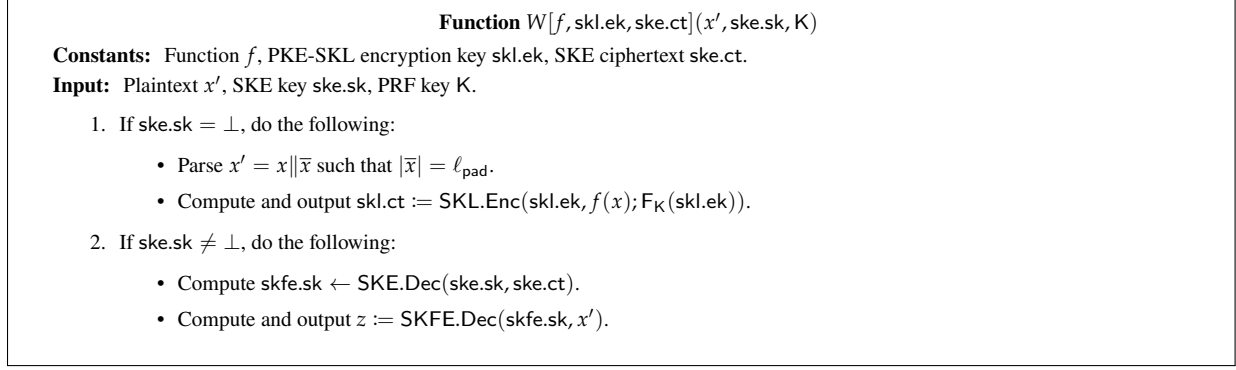 Function W[f, skl.ek, ske.ct](x′, ske.sk, K)
Constants: Function f, PKE-SKL encryption key skl.ek, SKE ciphertext ske.ct.
Input: Plaintext x′, SKE key ske.sk, PRF key K.
1. If ske.sk = ⊥, do the following:
• Parse x′ = x‖x̅ such that |x̅| = ℓ_pad.
• Compute and output skl.ct := SKL.Enc(skl.ek, f(x); F_K(skl.ek)).
2. If ske.sk ≠ ⊥, do the following:
• Compute skfe.sk ← SKE.Dec(ske.sk, ske.ct).
• Compute and output z := SKFE.Dec(skfe.sk, x′).